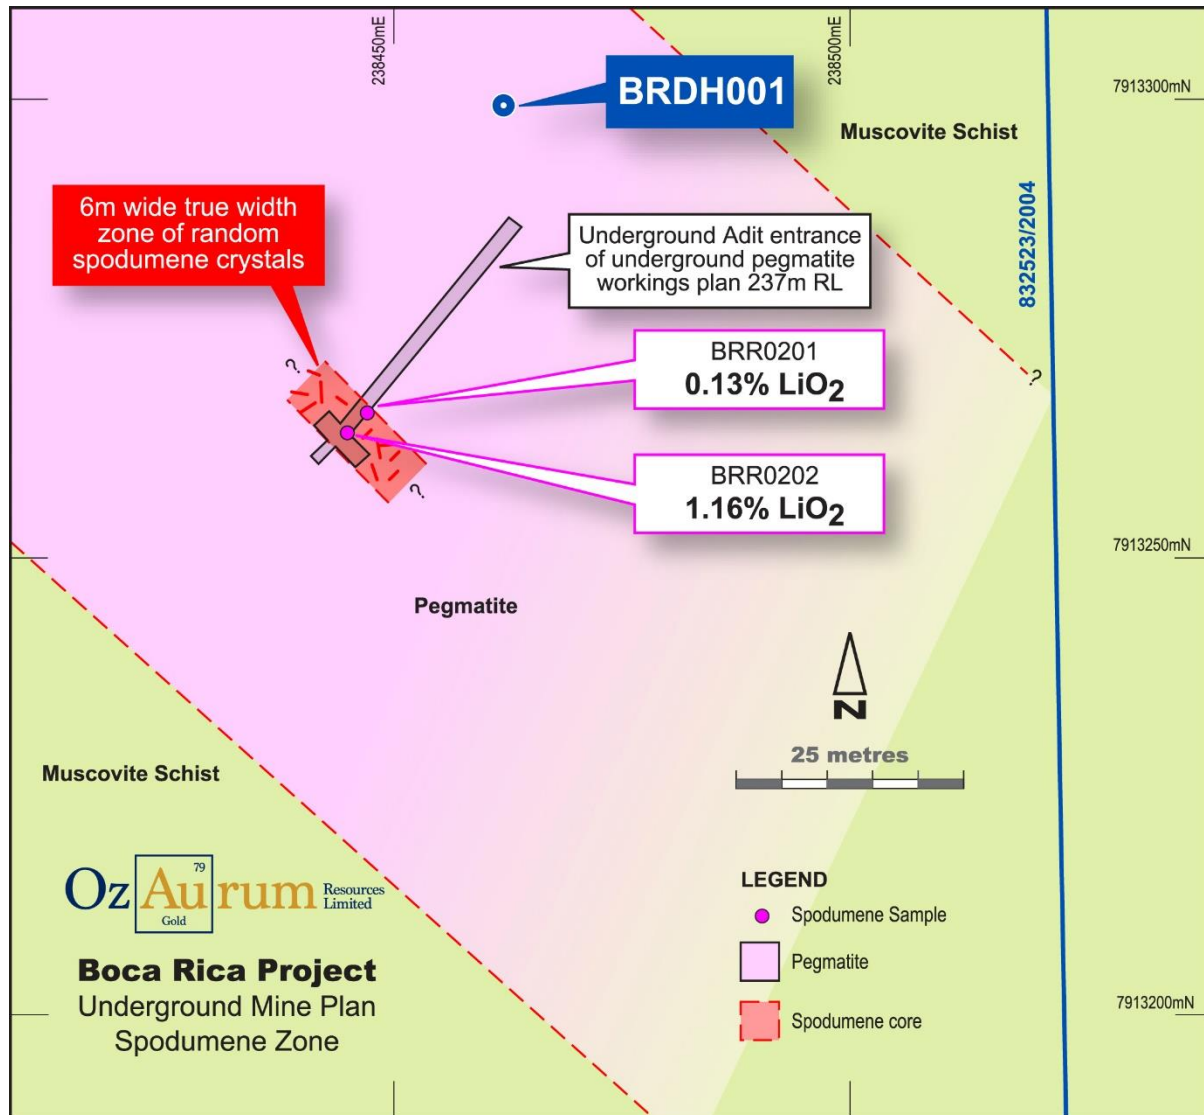 238450mE
238500mE
BRDH001
7913300mN
Muscovite Schist
832523/2004
6m wide true width
zone of random
spodumene crystals
Underground Adit entrance
of underground pegmatite
workings plan 237m RL
BRR0201
0.13% LiO2
?
?
BRR0202
1.16% LiO2
?
7913250mN
Pegmatite
N
25 metres
Muscovite Schist
Oz Aurum Resources Limited
79
Gold
Boca Rica Project
Underground Mine Plan
Spodumene Zone
LEGEND
Spodumene Sample
Pegmatite
Spodumene core
7913200mN